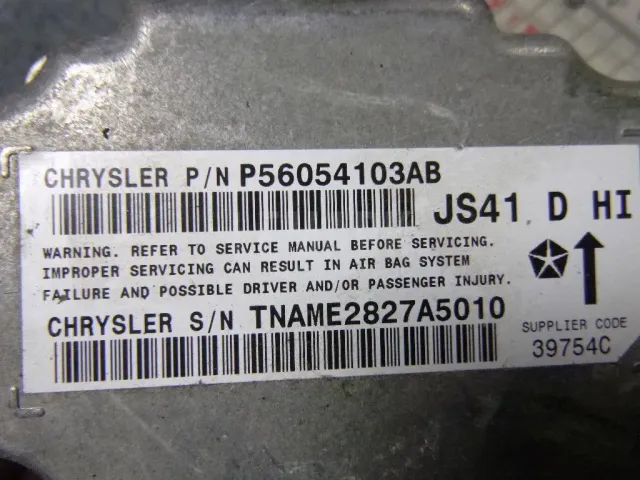 CHRYSLER P/N P56054103AB
JS41 D HI
WARNING. REFER TO SERVICE MANUAL BEFORE SERVICING.
IMPROPER SERVICING CAN RESULT IN AIR BAG SYSTEM
FAILURE AND POSSIBLE DRIVER AND/OR PASSENGER INJURY.
CHRYSLER S/N TNAME2827A5010
SUPPLIER CODE
39754C